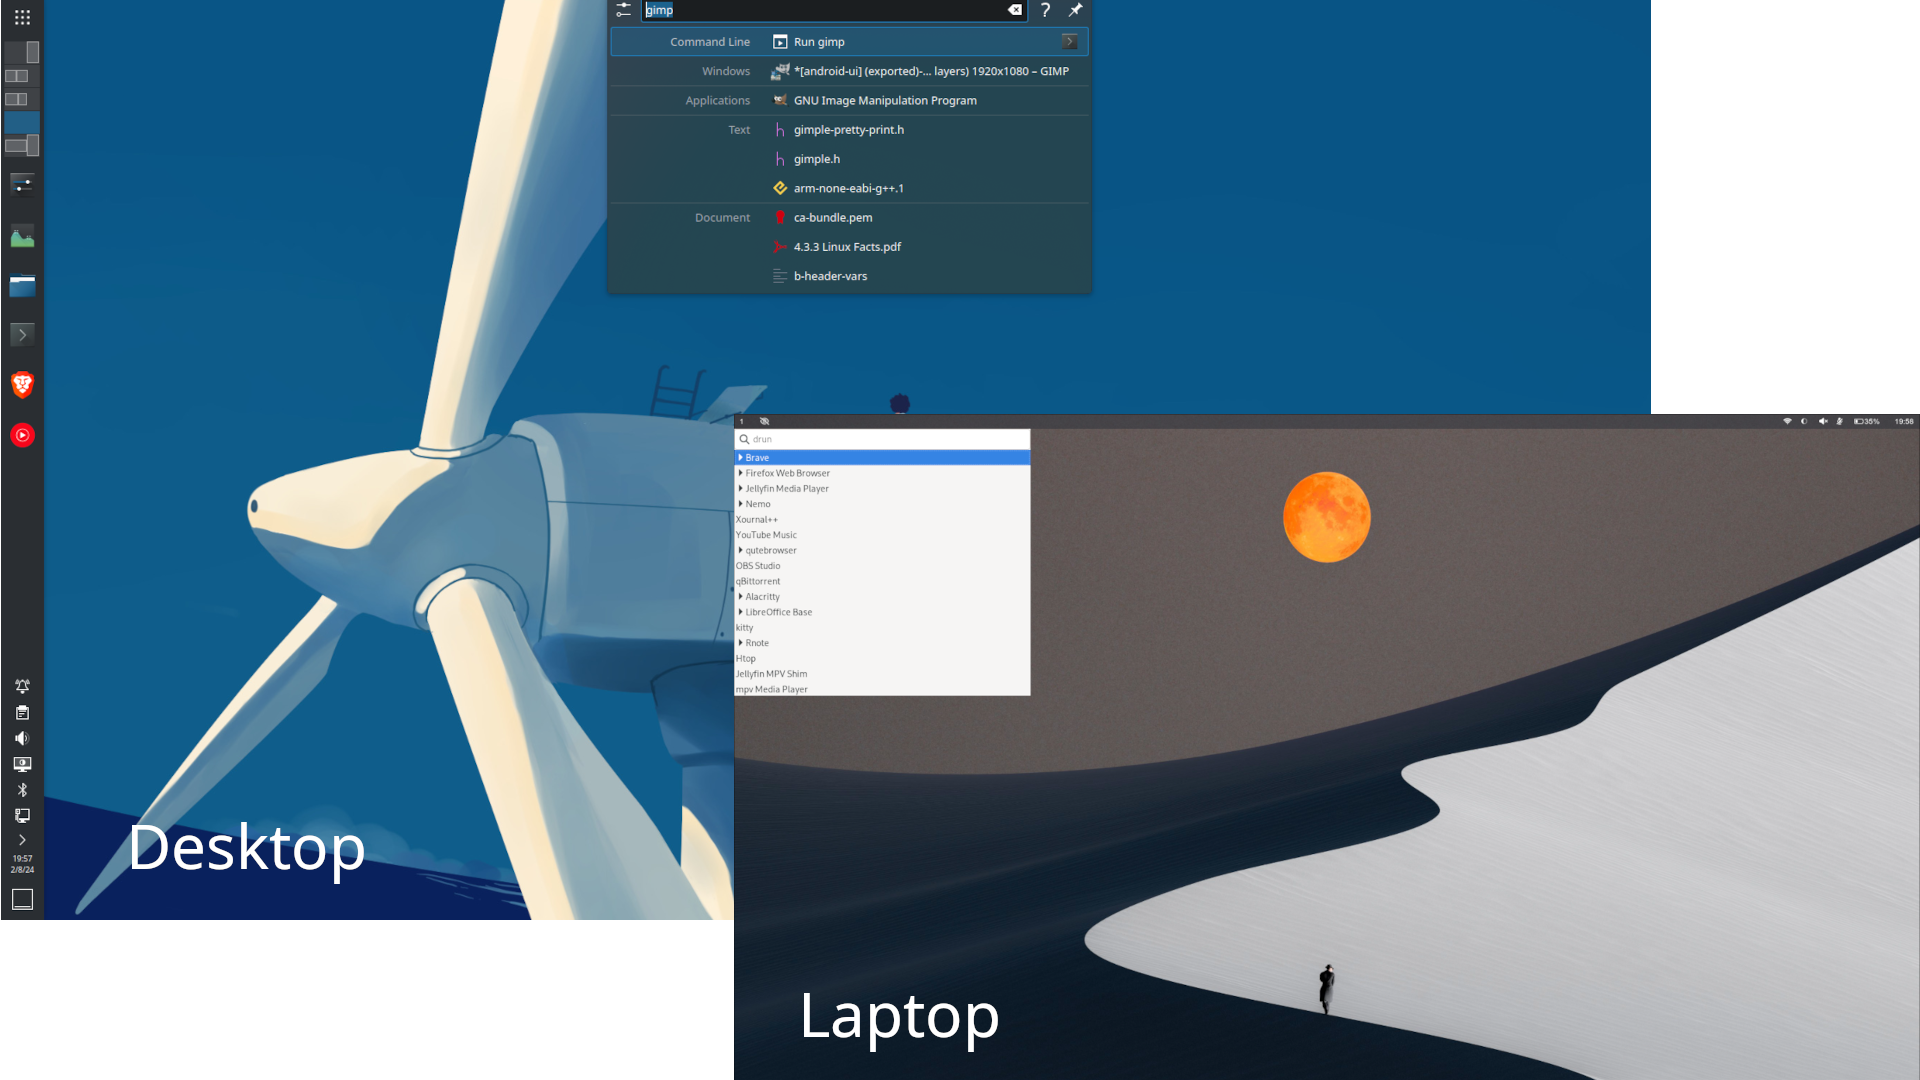 gimp
?
Command Line Run gimp
Windows *[android-ui] (exported)-... layers) 1920x1080 – GIMP
Applications GNU Image Manipulation Program
Text gimple-pretty-print.h
gimple.h
arm-none-eabi-g++.1
Document ca-bundle.pem
4.3.3 Linux Facts.pdf
b-header-vars
19:57
2/8/24
Desktop
1 35% 19:58
drun
Brave
Firefox Web Browser
Jellyfin Media Player
Nemo
Xournal++
YouTube Music
qutebrowser
OBS Studio
qBittorrent
Alacritty
LibreOffice Base
kitty
Rnote
Htop
Jellyfin MPV Shim
mpv Media Player
Laptop